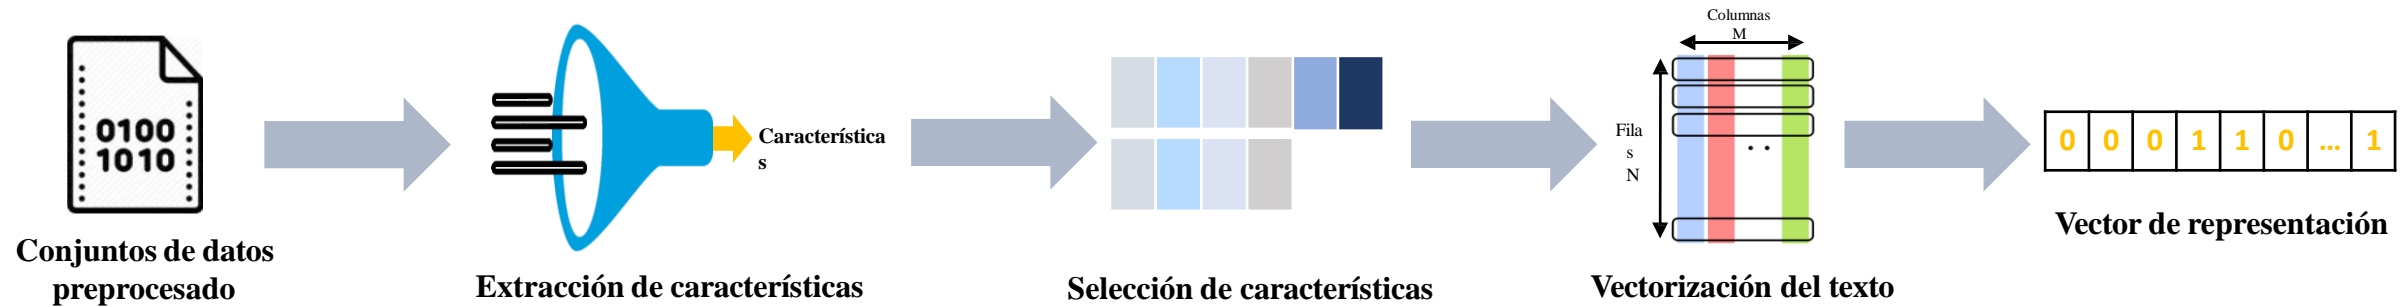 0100
1010
Conjuntos de datos
preprocesado
Característica
s
Extracción de características
Selección de características
Columnas
M
Fila
s
N
. .
Vectorización del texto
0 0 0 1 1 0 ... 1
Vector de representación